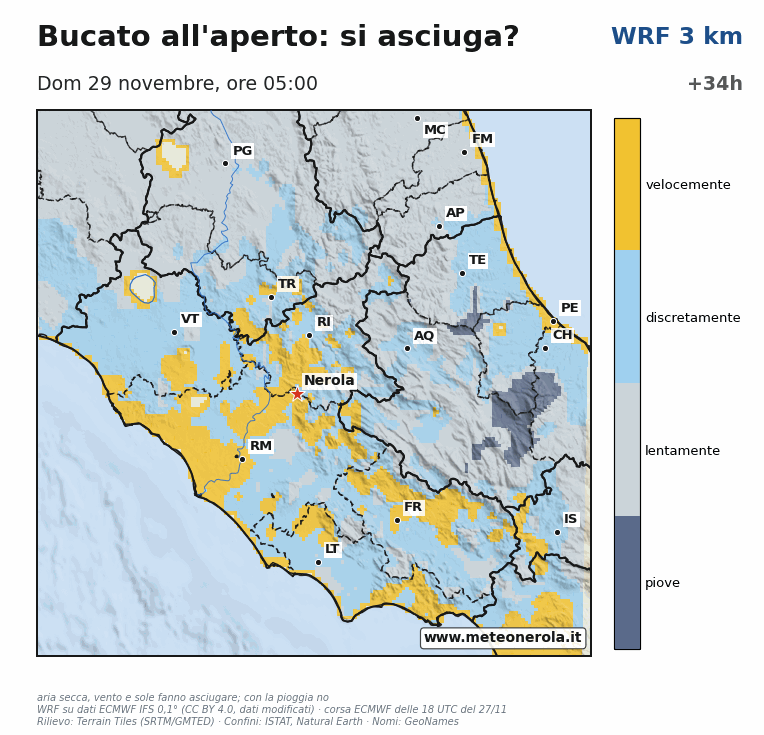 Bucato all'aperto: si asciuga?
WRF 3 km
Dom 29 novembre, ore 05:00
+34h
MC
FM
PG
AP
TE
TR
PE
VT
RI
AQ
CH
Nerola
RM
FR
IS
LT
www.meteonerola.it
velocemente
discretamente
lentamente
piove
aria secca, vento e sole fanno asciugare; con la pioggia no
WRF su dati ECMWF IFS 0,1° (CC BY 4.0, dati modificati) · corsa ECMWF delle 18 UTC del 27/11
Rilievo: Terrain Tiles (SRTM/GMTED) · Confini: ISTAT, Natural Earth · Nomi: GeoNames